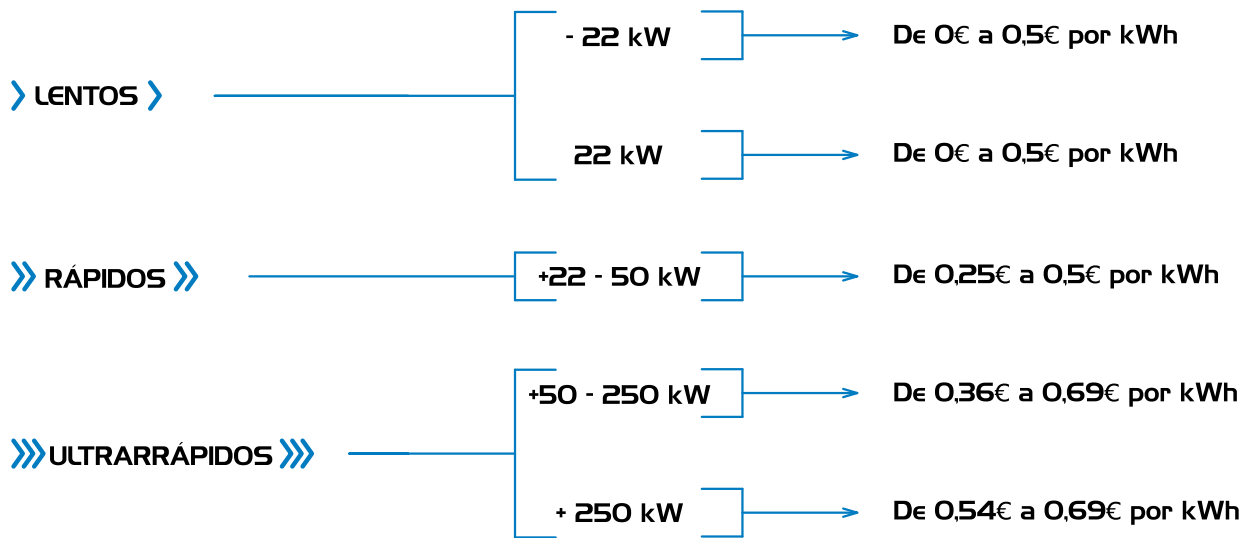 - 22 kW
De 0€ a 0,5€ por kWh
LENTOS
22 kW
De 0€ a 0,5€ por kWh
RÁPIDOS
+22 - 50 kW
De 0,25€ a 0,5€ por kWh
+50 - 250 kW
De 0,36€ a 0,69€ por kWh
ULTRARRÁPIDOS
+ 250 kW
De 0,54€ a 0,69€ por kWh